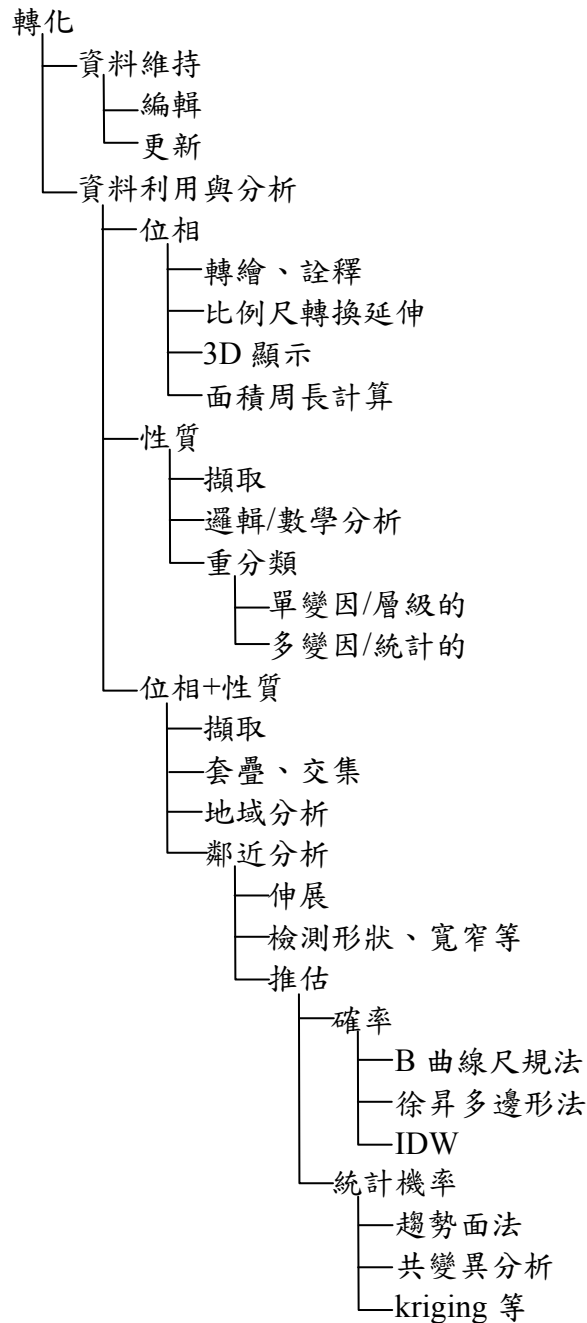 轉化
資料維持
編輯
更新
資料利用與分析
位相
轉繪、詮釋
比例尺轉換延伸
3D 顯示
面積周長計算
性質
擷取
邏輯/數學分析
重分類
單變因/層級的
多變因/統計的
位相+性質
擷取
套疊、交集
地域分析
鄰近分析
伸展
檢測形狀、寬窄等
推估
確率
B 曲線尺規法
徐昇多邊形法
IDW
統計機率
趨勢面法
共變異分析
kriging 等